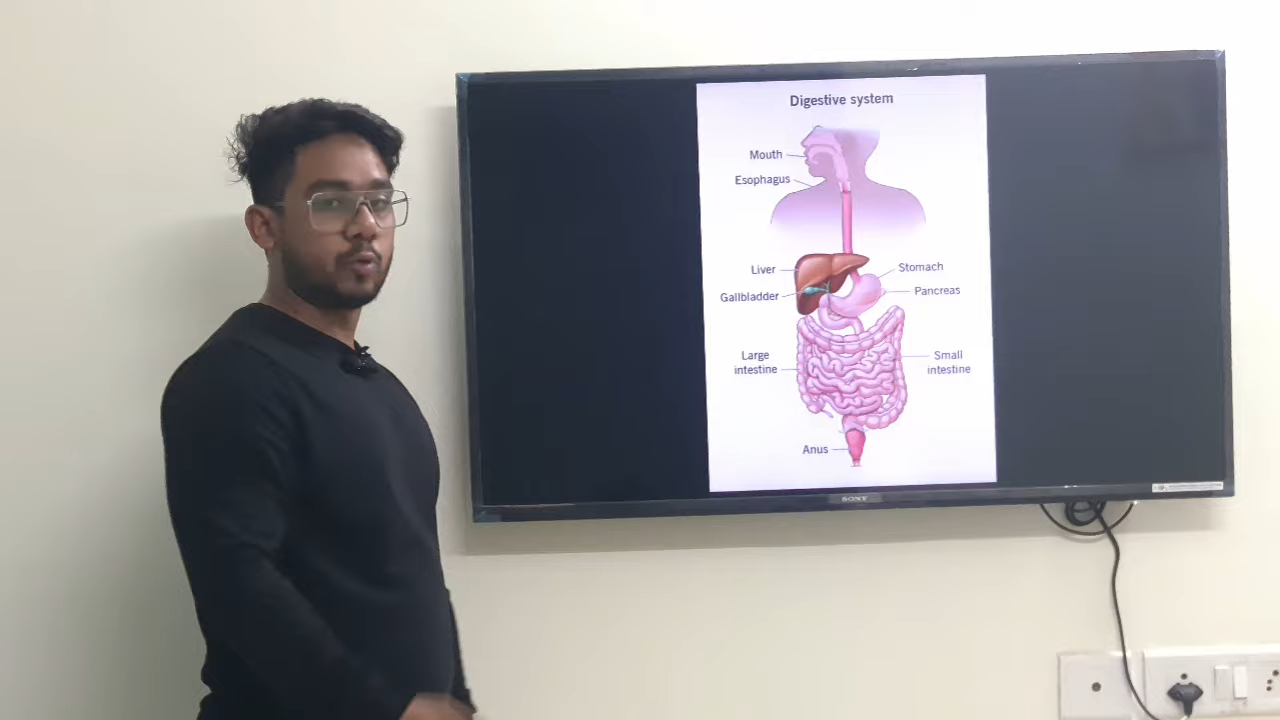 Digestive system
Mouth
Esophagus
Liver
Stomach
Gallbladder
Pancreas
Large
intestine
Small
intestine
Anus
SONY